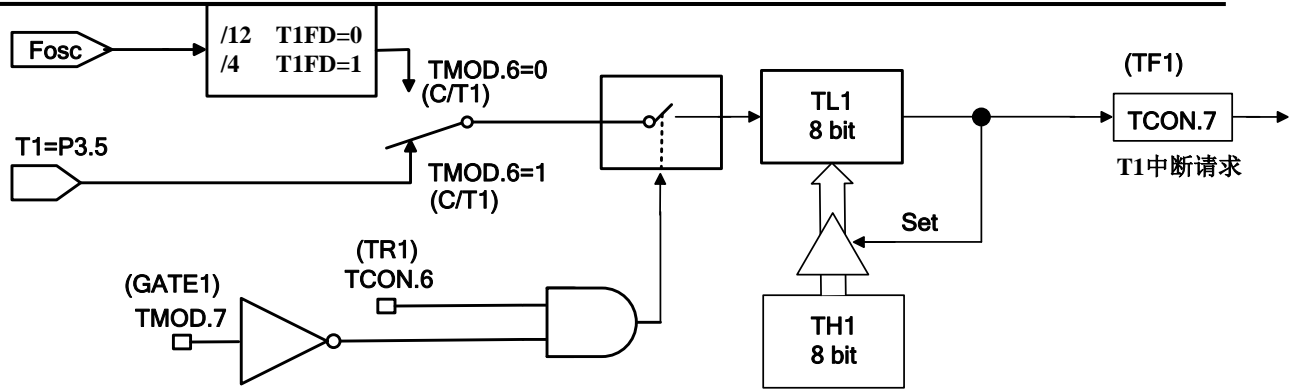 Fosc
/12 T1FD=0
/4 T1FD=1
TMOD.6=0
(C/T1)
T1=P3.5
TMOD.6=1
(C/T1)
TL1
8 bit
(TF1)
TCON.7
T1中断请求
Set
(TR1)
TCON.6
(GATE1)
TMOD.7
TH1
8 bit